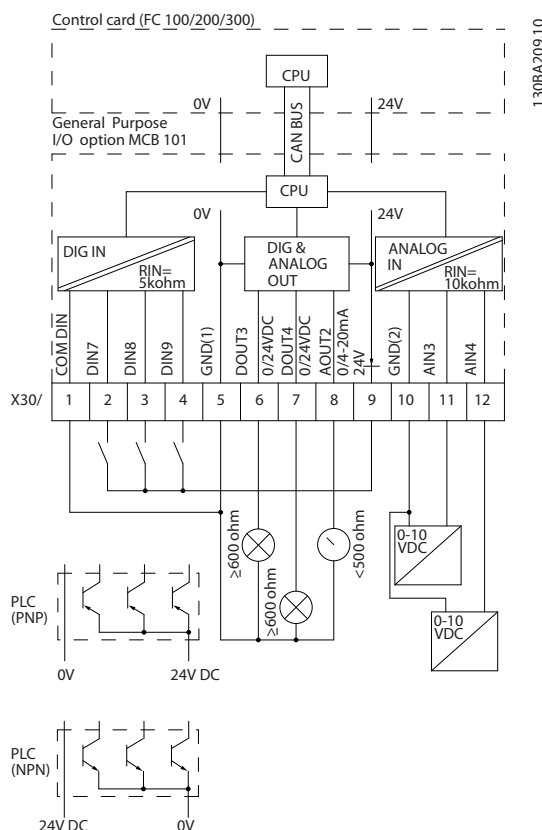 Control card (FC 100/200/300)
130BA209.10
CPU
0V
24V
General Purpose
I/O option MCB 101
CAN BUS
CPU
0V
24V
DIG IN
RIN=
5kohm
DIG &
ANALOG
OUT
ANALOG
IN
RIN=
10kohm
COM DIN
DIN7
DIN8
DIN9
GND(1)
DOUT3
0/24VDC
DOUT4
0/24VDC
AOUT2
0/4-20mA
24V
GND(2)
AIN3
AIN4
X30/ 1 2 3 4 5 6 7 8 9 10 11 12
≥600 ohm
≥600 ohm
<500 ohm
0-10
VDC
0-10
VDC
PLC
(PNP)
0V
24V DC
PLC
(NPN)
24V DC
0V